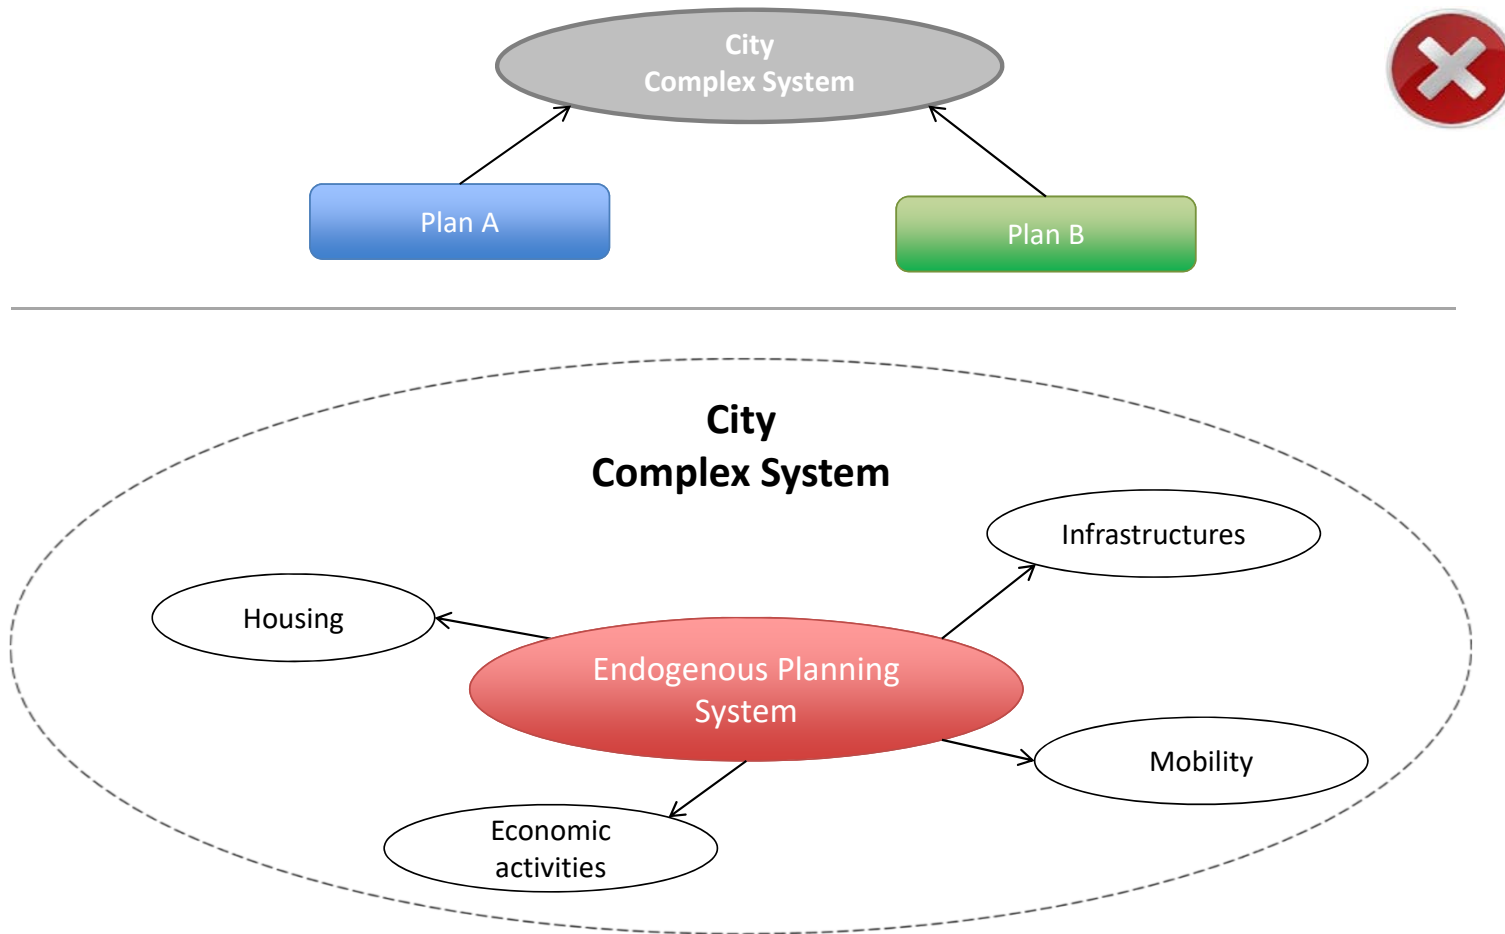 City
Complex System
Plan A
Plan B
City
Complex System
Infrastructures
Housing
Endogenous Planning
System
Mobility
Economic
activities